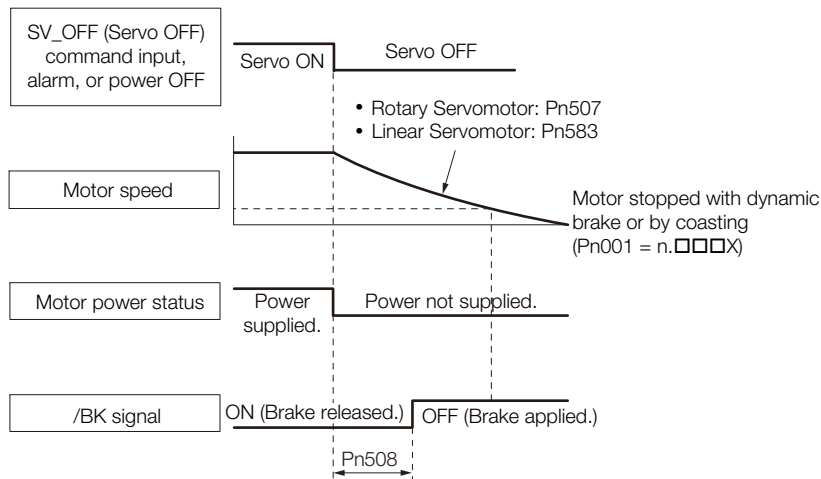 SV_OFF (Servo OFF)
command input,
alarm, or power OFF
Servo ON
Servo OFF
• Rotary Servomotor: Pn507
• Linear Servomotor: Pn583
Motor speed
Motor stopped with dynamic
brake or by coasting
(Pn001 = n.□□□X)
Motor power status
Power
supplied.
Power not supplied.
/BK signal
ON (Brake released.)
OFF (Brake applied.)
Pn508